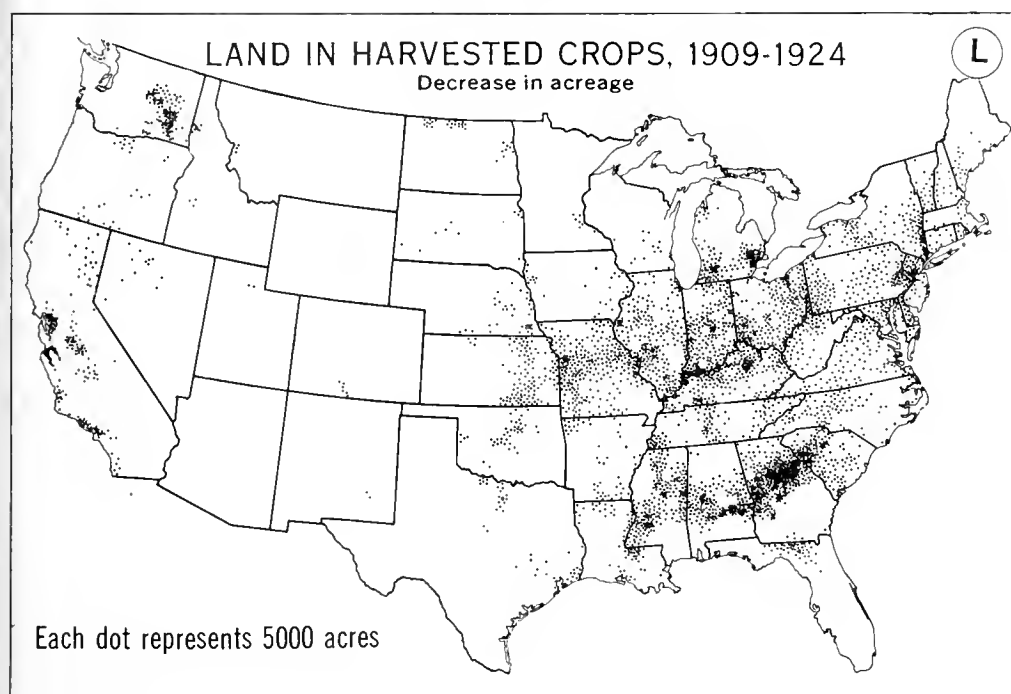 LAND IN HARVESTED CROPS, 1909-1924
L
Decrease in acreage
Each dot represents 5000 acres